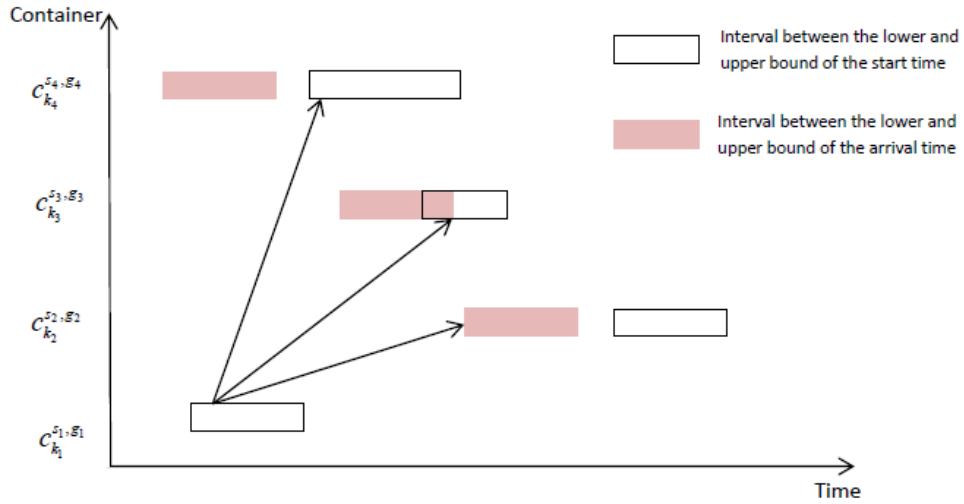 Container
Interval between the lower and
upper bound of the start time
C_{k_4}^{s_4,g_4}
Interval between the lower and
upper bound of the arrival time
C_{k_3}^{s_3,g_3}
C_{k_2}^{s_2,g_2}
C_{k_1}^{s_1,g_1}
Time